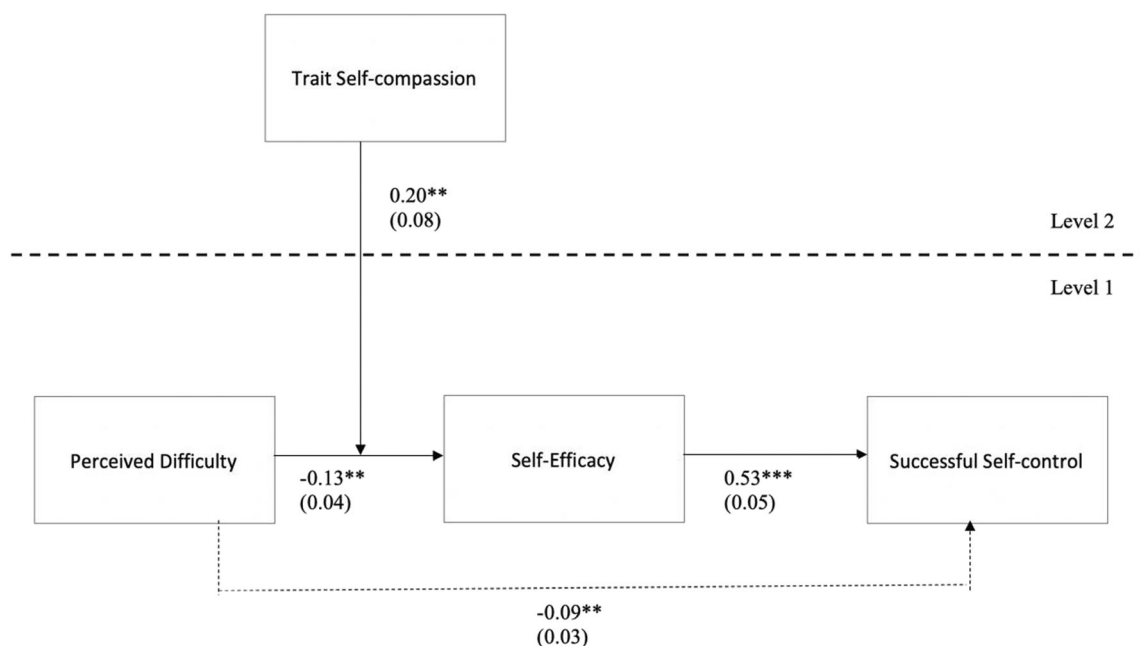 Trait Self-compassion
0.20**
(0.08)
Level 2
Level 1
Perceived Difficulty
-0.13**
(0.04)
Self-Efficacy
0.53***
(0.05)
Successful Self-control
-0.09**
(0.03)